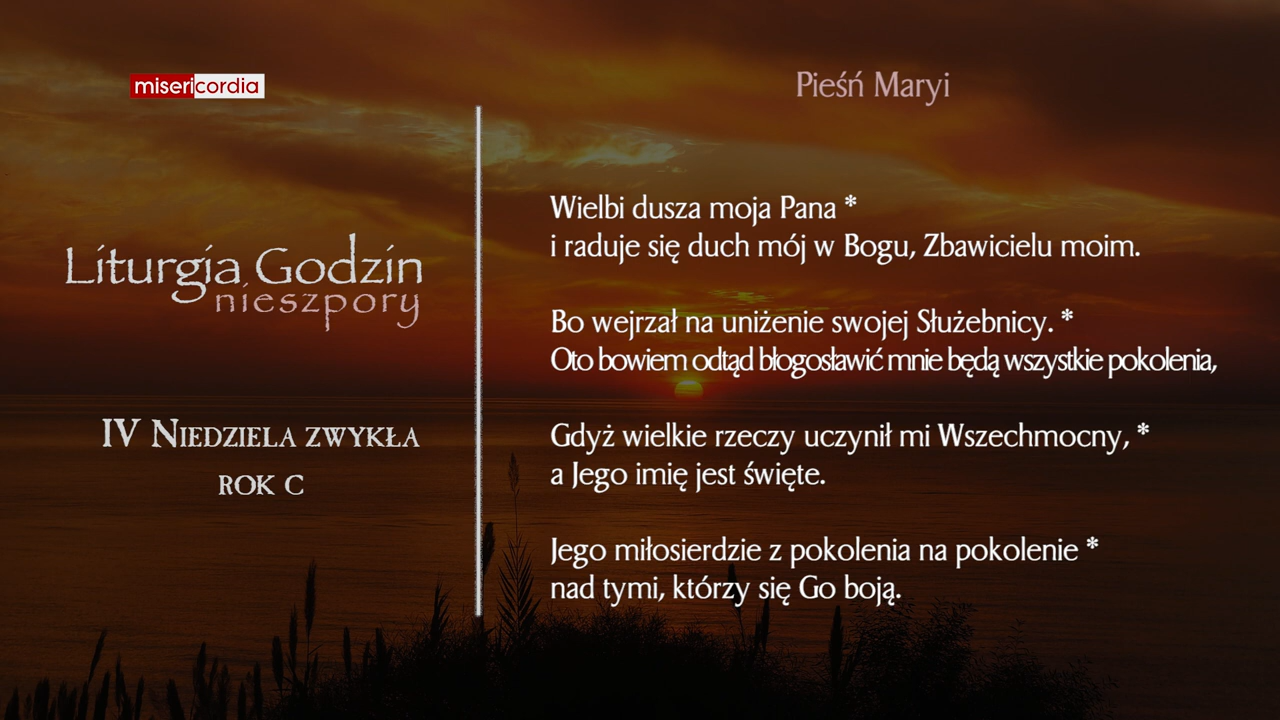 misericordia
Liturgia Godzin
nieszpory
IV Niedziela zwykła
rok C
Pieśń Maryi
Wielbi dusza moja Pana *
i raduje się duch mój w Bogu, Zbawicielu moim.
Bo wejrzał na uniżenie swojej Służebnicy. *
Oto bowiem odtąd błogosławić mnie będą wszystkie pokolenia,
Gdyż wielkie rzeczy uczynił mi Wszechmocny, *
a Jego imię jest święte.
Jego miłosierdzie z pokolenia na pokolenie *
nad tymi, którzy się Go boją.